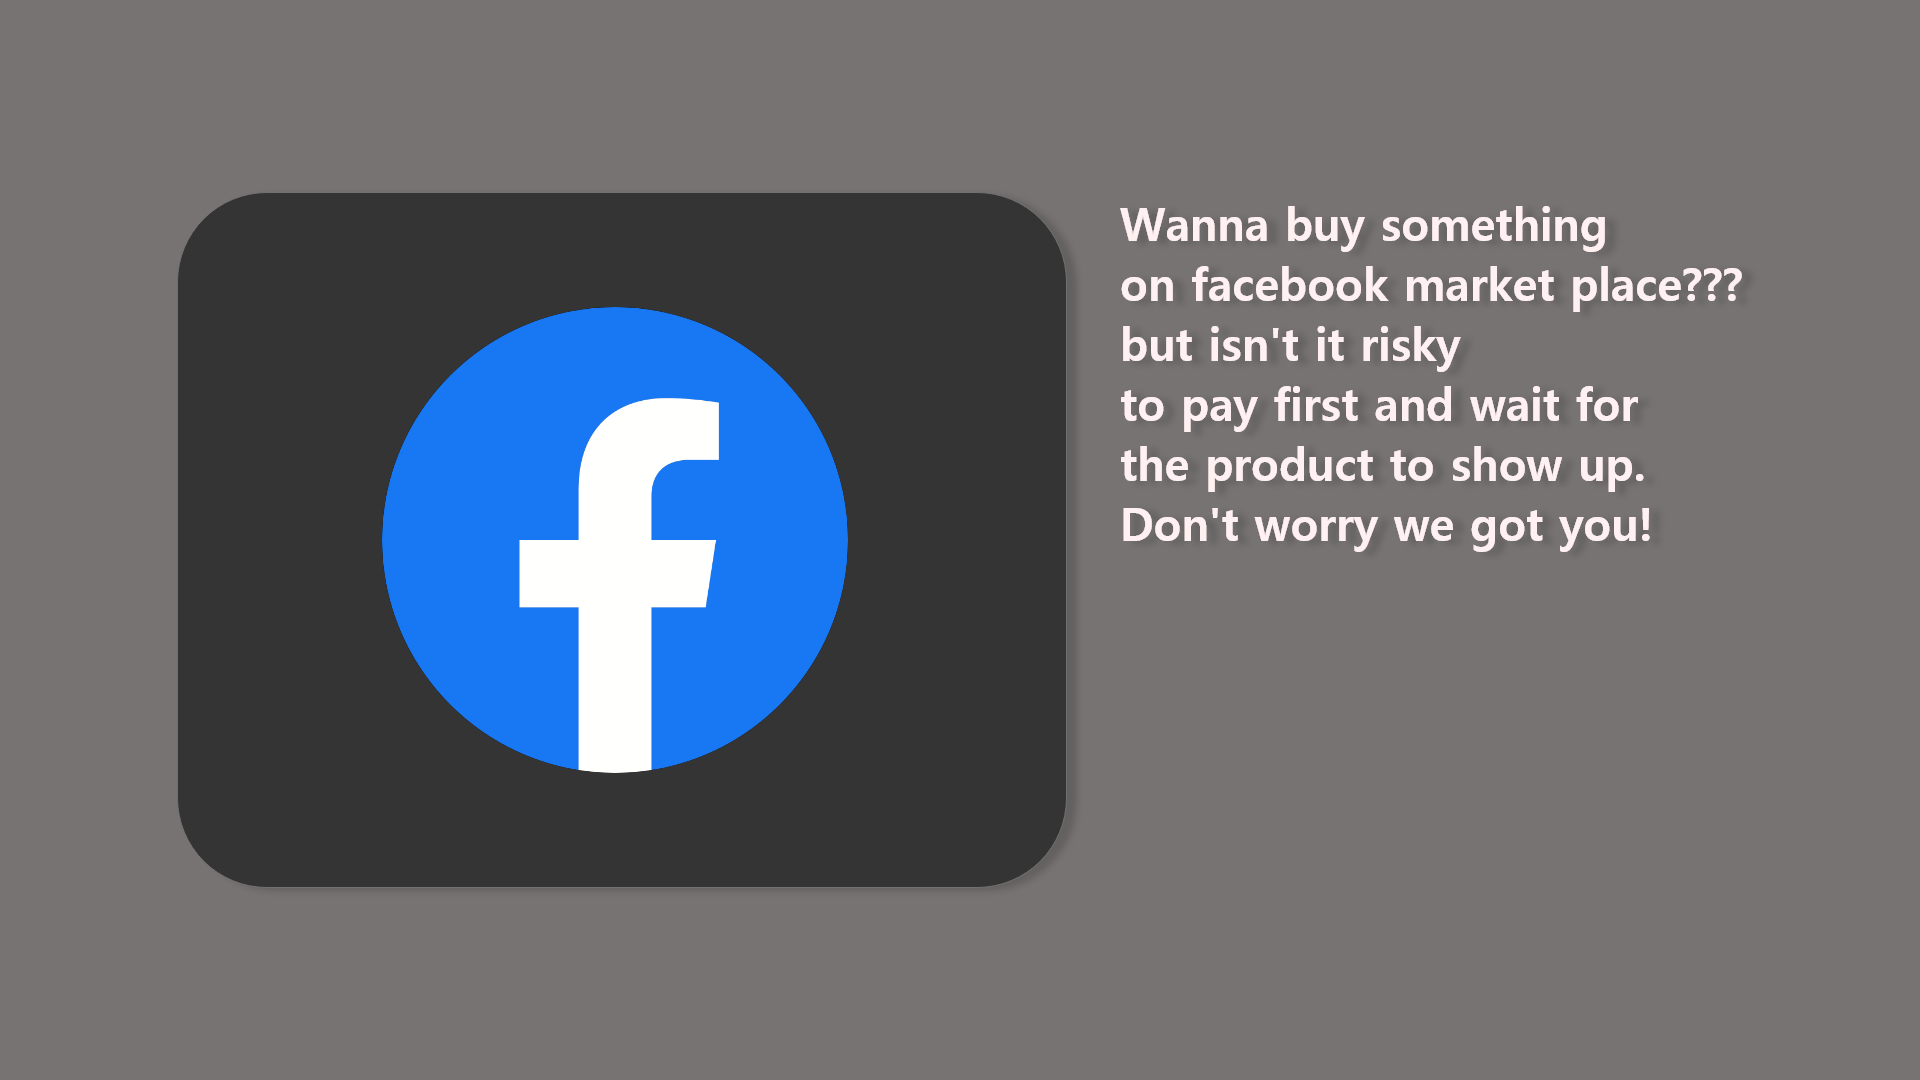 Wanna buy something
on facebook market place???
but isn't it risky
to pay first and wait for
the product to show up.
Don't worry we got you!